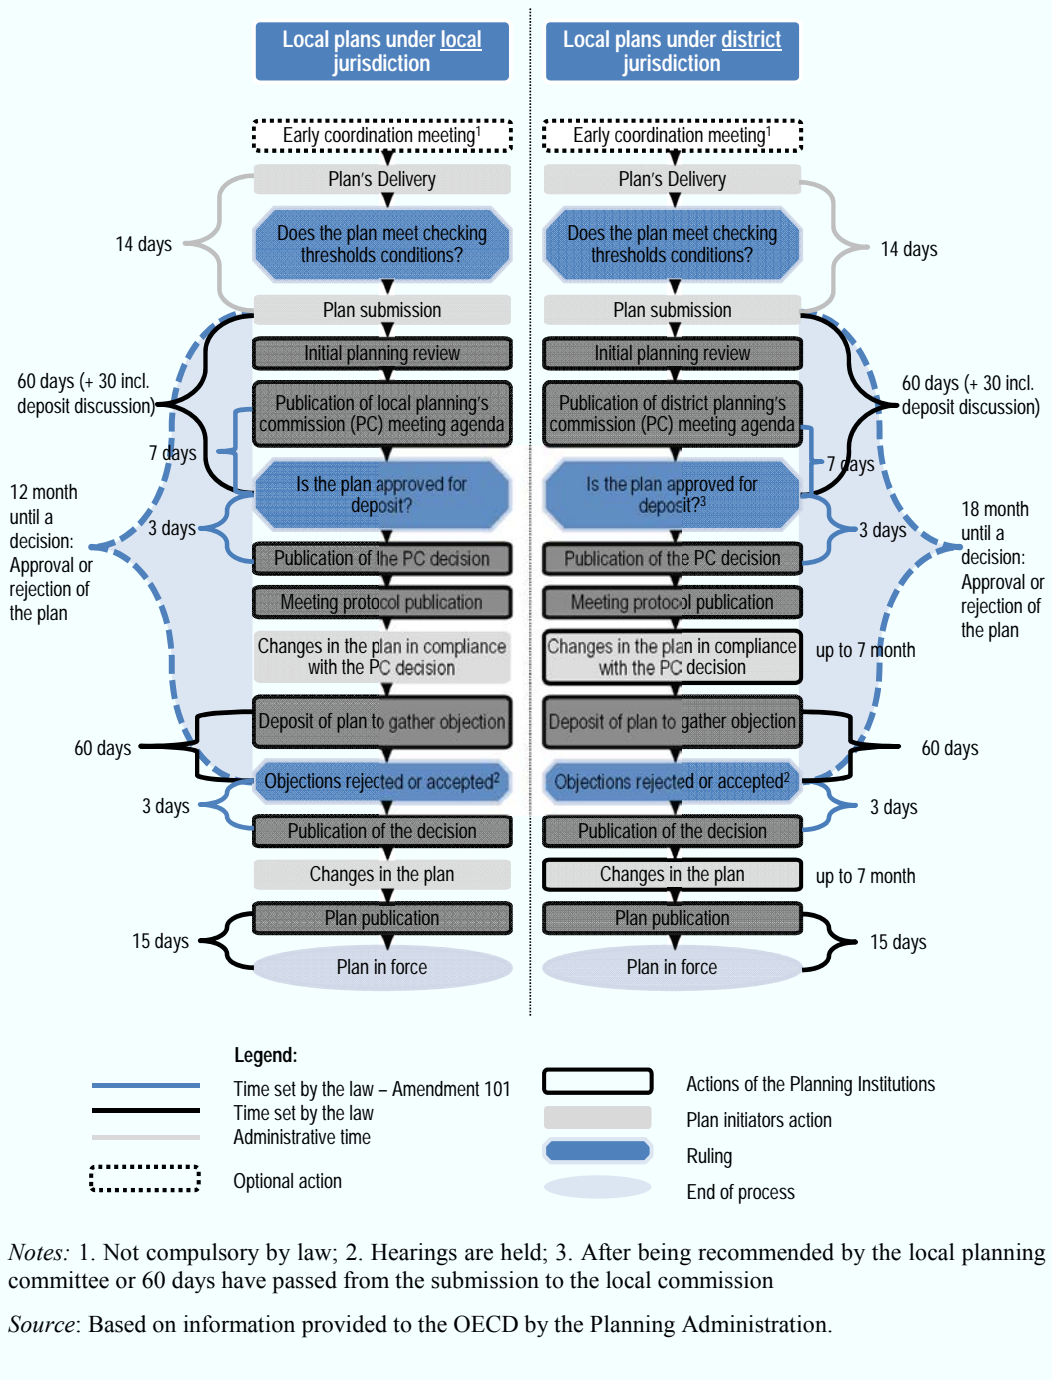 Local plans under local
jurisdiction
Local plans under district
jurisdiction
Early coordination meeting1
Early coordination meeting1
Plan's Delivery
Plan's Delivery
14 days
Does the plan meet checking
thresholds conditions?
Does the plan meet checking
thresholds conditions?
14 days
Plan submission
Plan submission
Initial planning review
Initial planning review
60 days (+ 30 incl.
deposit discussion)
Publication of local planning's
commission (PC) meeting agenda
Publication of district planning's
commission (PC) meeting agenda
60 days (+ 30 incl.
deposit discussion)
7 days
7 days
12 month
until a
decision:
Approval or
rejection of
the plan
Is the plan approved for
deposit?
Is the plan approved for
deposit?3
18 month
until a
decision:
Approval or
rejection of
the plan
3 days
3 days
Publication of the PC decision
Publication of the PC decision
Meeting protocol publication
Meeting protocol publication
Changes in the plan in compliance
with the PC decision
Changes in the plan in compliance
with the PC decision
up to 7 month
60 days
Deposit of plan to gather objection
Deposit of plan to gather objection
60 days
Objections rejected or accepted2
Objections rejected or accepted2
3 days
3 days
Publication of the decision
Publication of the decision
Changes in the plan
Changes in the plan
up to 7 month
Plan publication
Plan publication
15 days
15 days
Plan in force
Plan in force
Legend:
Time set by the law – Amendment 101
Time set by the law
Administrative time
Optional action
Actions of the Planning Institutions
Plan initiators action
Ruling
End of process
Notes: 1. Not compulsory by law; 2. Hearings are held; 3. After being recommended by the local planning
committee or 60 days have passed from the submission to the local commission
Source: Based on information provided to the OECD by the Planning Administration.